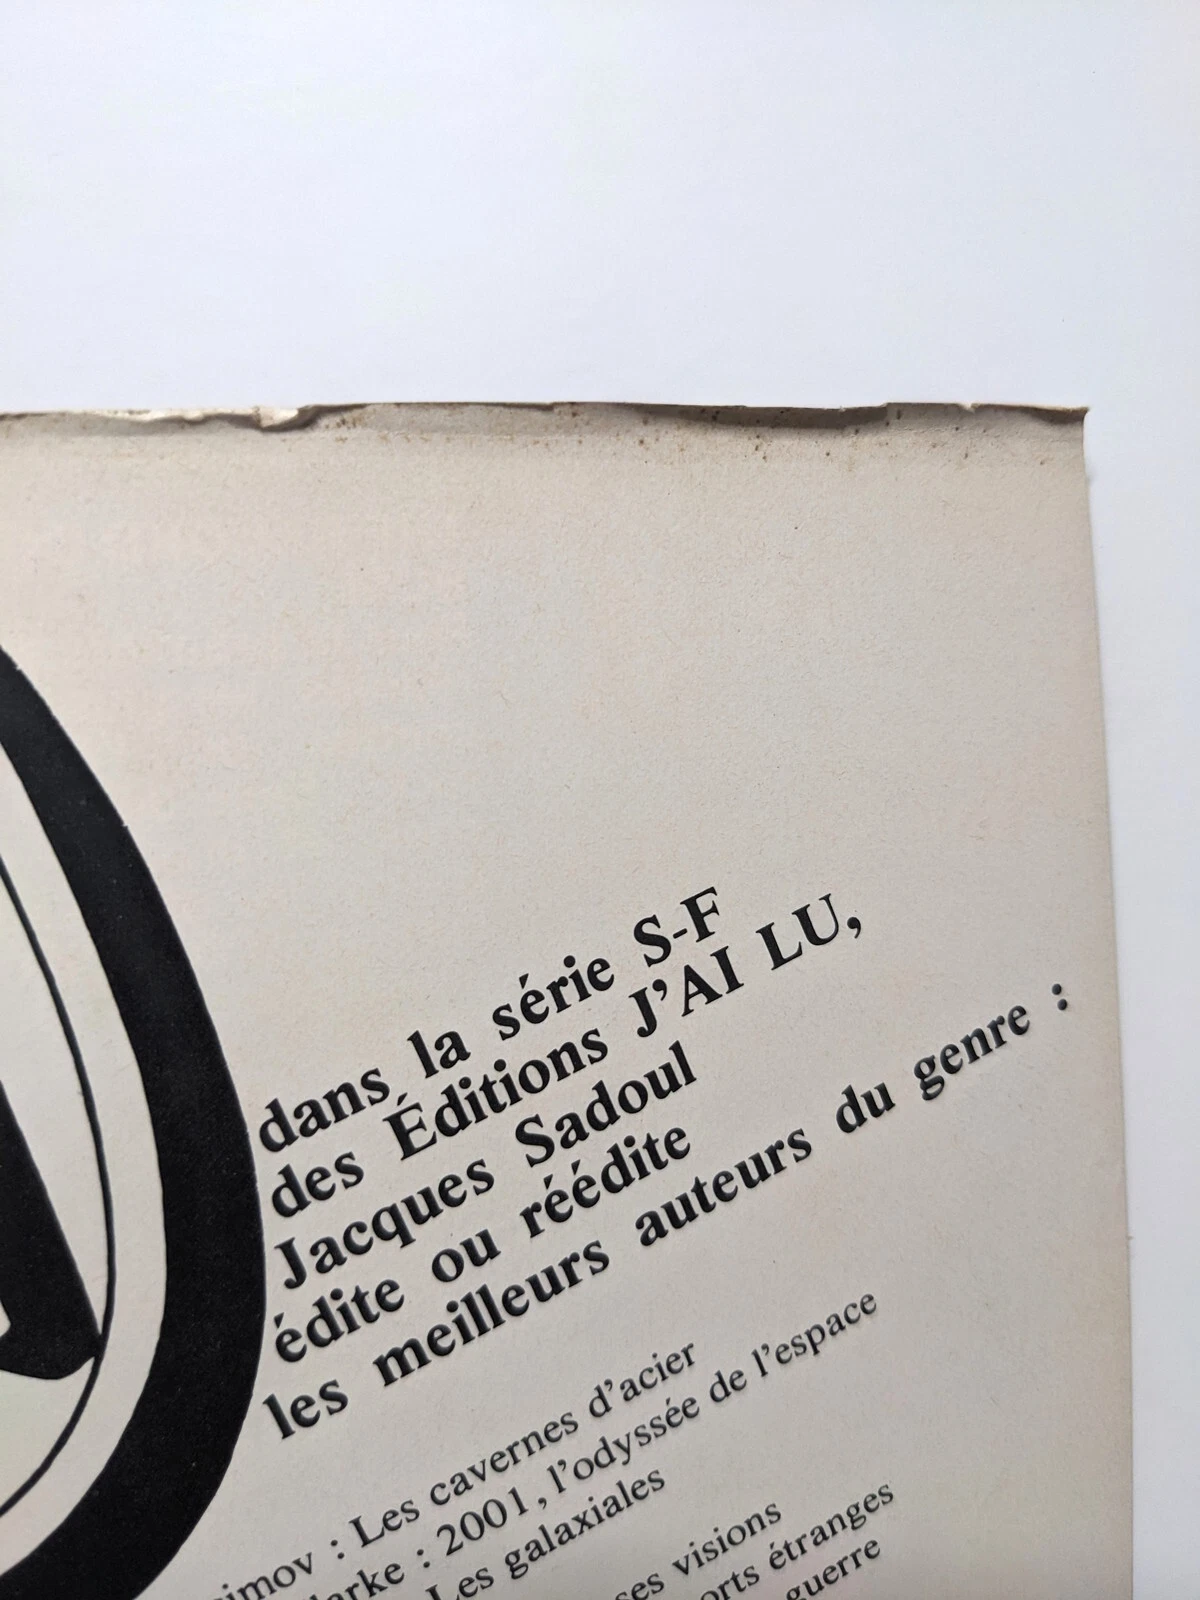 dans la série S-F
des Éditions J'AI LU,
Jacques Sadoul
édite ou réédite
les meilleurs auteurs du genre :
: Les cavernes d'acier
: 2001, l'odyssée de l'espace
Les galaxiales
visions
étranges
guerre